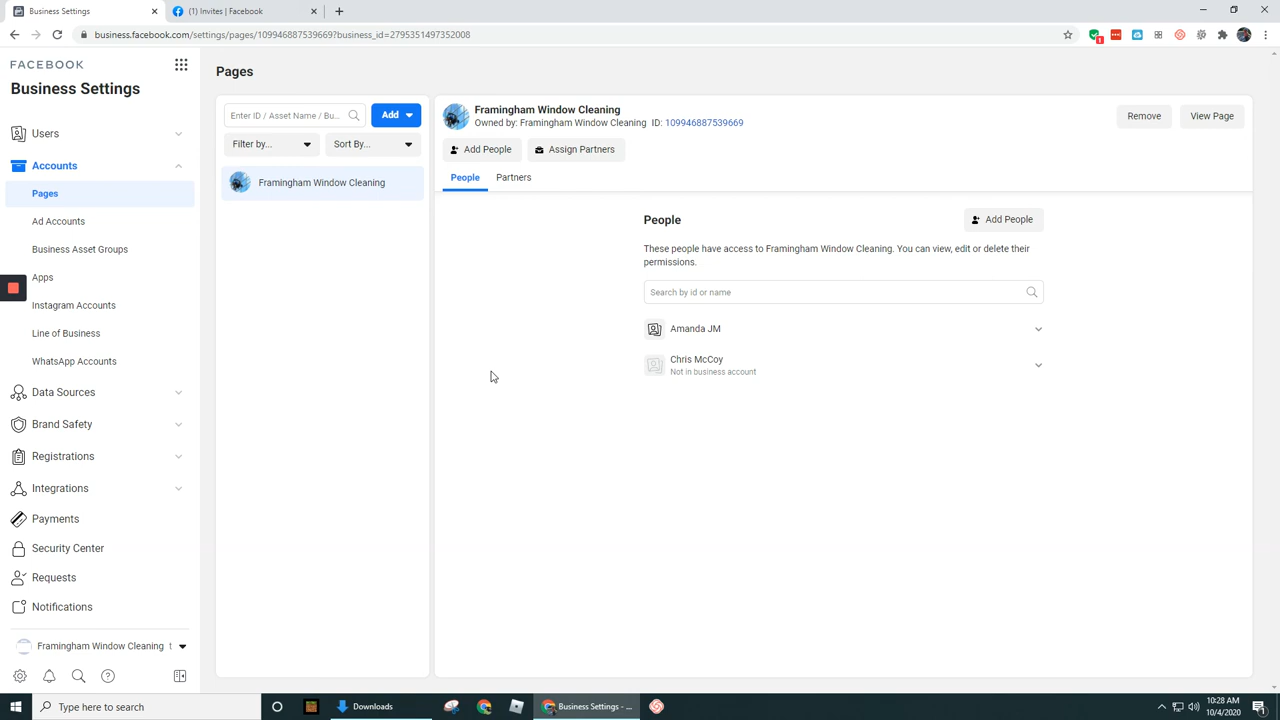 Business Settings
(1) Invites | Facebook
business.facebook.com/settings/pages/109946887539669?business_id=2795351497352008
1
FACEBOOK
Business Settings
Users
Accounts
Pages
Ad Accounts
Business Asset Groups
Apps
Instagram Accounts
Line of Business
WhatsApp Accounts
Data Sources
Brand Safety
Registrations
Integrations
Payments
Security Center
Requests
Notifications
Framingham Window Cleaning t
Pages
Enter ID / Asset Name / Bu...
Add
Filter by...
Sort By...
Framingham Window Cleaning
Framingham Window Cleaning
Owned by: Framingham Window Cleaning ID: 109946887539669
Remove
View Page
Add People
Assign Partners
People
Partners
People
Add People
These people have access to Framingham Window Cleaning. You can view, edit or delete their
permissions.
Search by id or name
Amanda JM
Chris McCoy
Not in business account
Type here to search
Downloads
Business Settings - ...
10:28 AM
10/4/2020
1